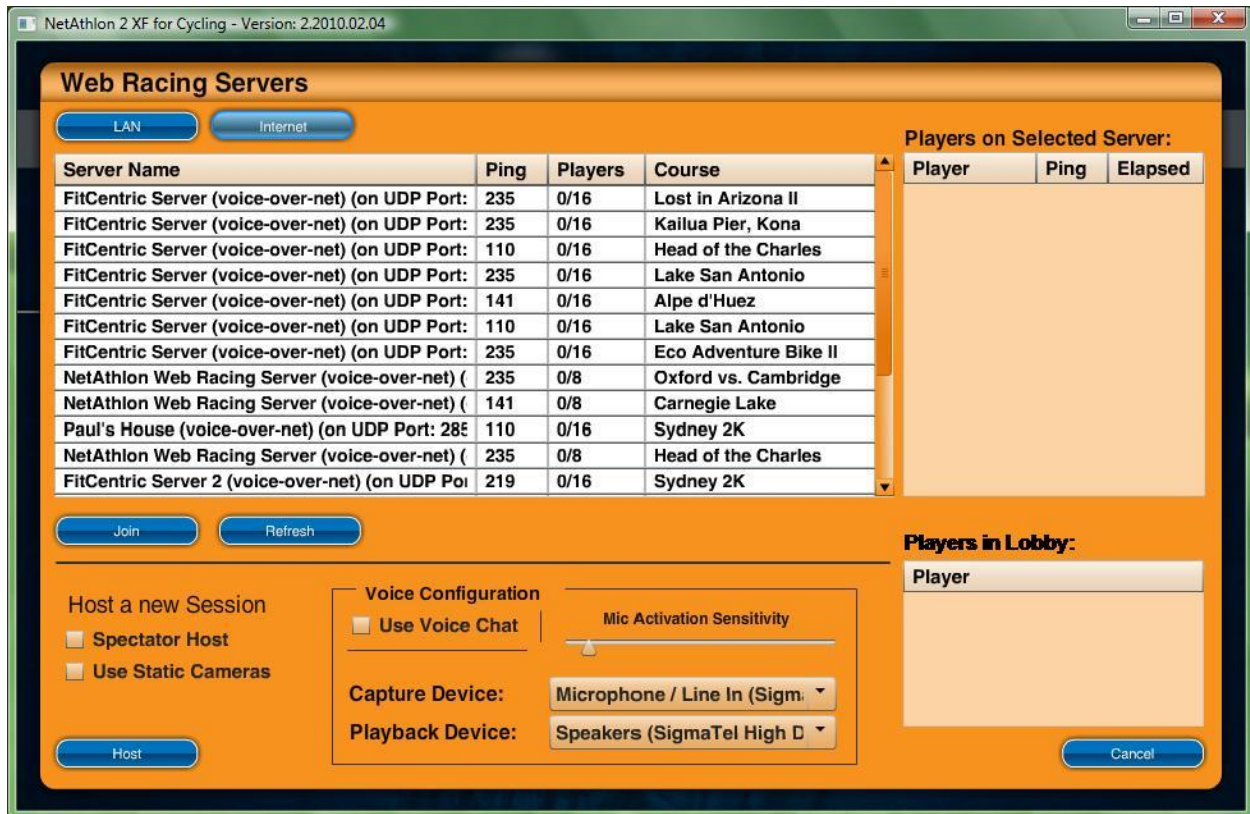 NetAthlon 2 XF for Cycling - Version: 2.2010.02.04
Web Racing Servers
LAN Internet
Server Name Ping Players Course
FitCentric Server (voice-over-net) (on UDP Port: 235 0/16 Lost in Arizona II
FitCentric Server (voice-over-net) (on UDP Port: 235 0/16 Kailua Pier, Kona
FitCentric Server (voice-over-net) (on UDP Port: 110 0/16 Head of the Charles
FitCentric Server (voice-over-net) (on UDP Port: 235 0/16 Lake San Antonio
FitCentric Server (voice-over-net) (on UDP Port: 141 0/16 Alpe d'Huez
FitCentric Server (voice-over-net) (on UDP Port: 110 0/16 Lake San Antonio
FitCentric Server (voice-over-net) (on UDP Port: 235 0/16 Eco Adventure Bike II
NetAthlon Web Racing Server (voice-over-net) ( 235 0/8 Oxford vs. Cambridge
NetAthlon Web Racing Server (voice-over-net) ( 141 0/8 Carnegie Lake
Paul's House (voice-over-net) (on UDP Port: 285 110 0/16 Sydney 2K
NetAthlon Web Racing Server (voice-over-net) ( 235 0/8 Head of the Charles
FitCentric Server 2 (voice-over-net) (on UDP Por 219 0/16 Sydney 2K
Players on Selected Server:
Player Ping Elapsed
Join Refresh
Players in Lobby:
Player
Host a new Session
Spectator Host
Use Static Cameras
Host
Voice Configuration
Use Voice Chat
Mic Activation Sensitivity
Capture Device: Microphone / Line In (Sigm
Playback Device: Speakers (SigmaTel High D
Cancel